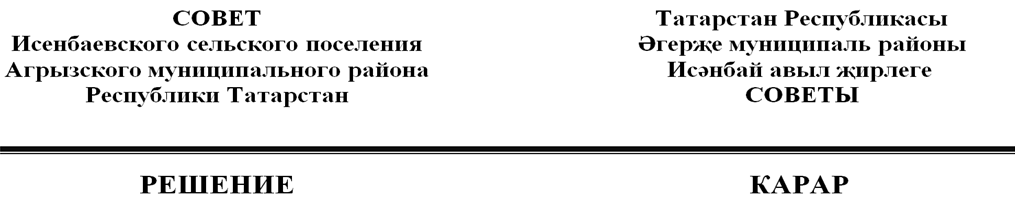 СОВЕТ
Исенбаевского сельского поселения
Агрызского муниципального района
Республики Татарстан
Татарстан Республикасы
Әгерҗе муниципаль районы
Исәнбай авыл җирлеге
СОВЕТЫ
РЕШЕНИЕ
КАРАР